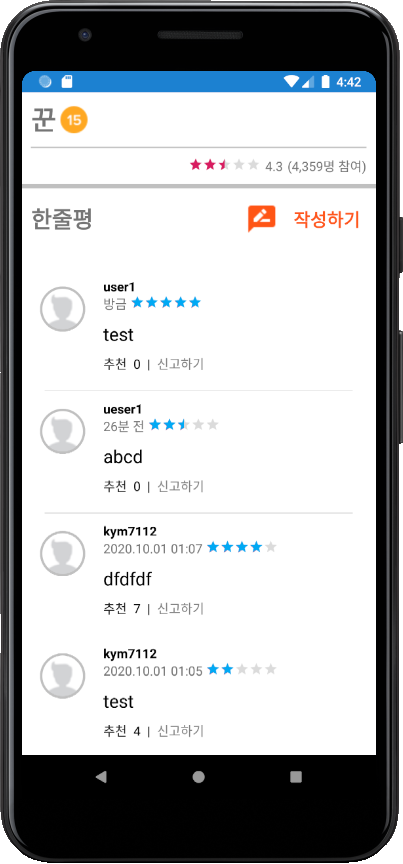 4:42
꾼 15
4.3 (4,359명 참여)
한줄평 작성하기
user1
방금
test
추천 0 | 신고하기
ueser1
26분 전
abcd
추천 0 | 신고하기
kym7112
2020.10.01 01:07
dfdfdf
추천 7 | 신고하기
kym7112
2020.10.01 01:05
test
추천 4 | 신고하기